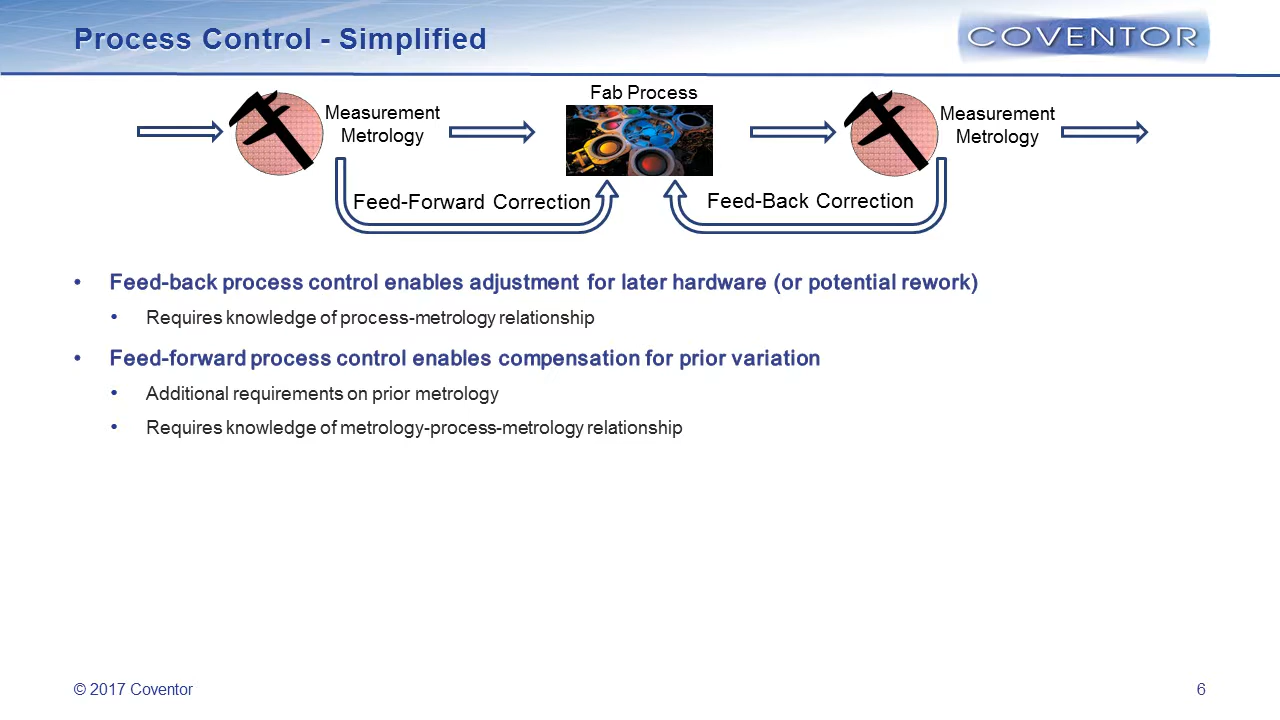 Process Control - Simplified
COVENTOR
Fab Process
Measurement
Metrology
Measurement
Metrology
Feed-Forward Correction
Feed-Back Correction
• Feed-back process control enables adjustment for later hardware (or potential rework)
• Requires knowledge of process-metrology relationship
• Feed-forward process control enables compensation for prior variation
• Additional requirements on prior metrology
• Requires knowledge of metrology-process-metrology relationship
© 2017 Coventor
6